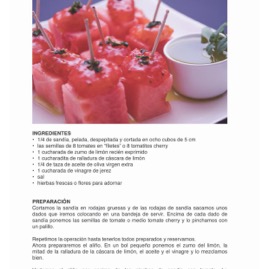 INGREDIENTES
• 1/4 de sandía, pelada, despepitada y cortada en ocho cubos de 5 cm
• las semillas de 8 tomates en "filetes" o 8 tomatitos cherry
• 1 cucharada de zumo de limón recién exprimido
• 1 cucharadita de ralladura de cáscara de limón
• 1/4 de taza de aceite de oliva virgen extra
• 1 cucharada de vinagre de jerez
• sal
• hierbas frescas o flores para adornar
PREPARACIÓN
Cortamos la sandía en rodajas gruesas y de las rodajas de sandía sacamos unos
dados que iremos colocando en una bandeja de servir. Encima de cada dado de
sandía ponemos las semillas de tomate o medio tomate cherry y lo pinchamos con
un palillo.
Repetimos la operación hasta tenerlos todos preparados y reservamos.
Ahora prepararemos el aliño. En un bol pequeño ponemos el zumo del limón, la
mitad de la ralladura de la cáscara de limón, el aceite y el vinagre y lo mezclamos
bien.